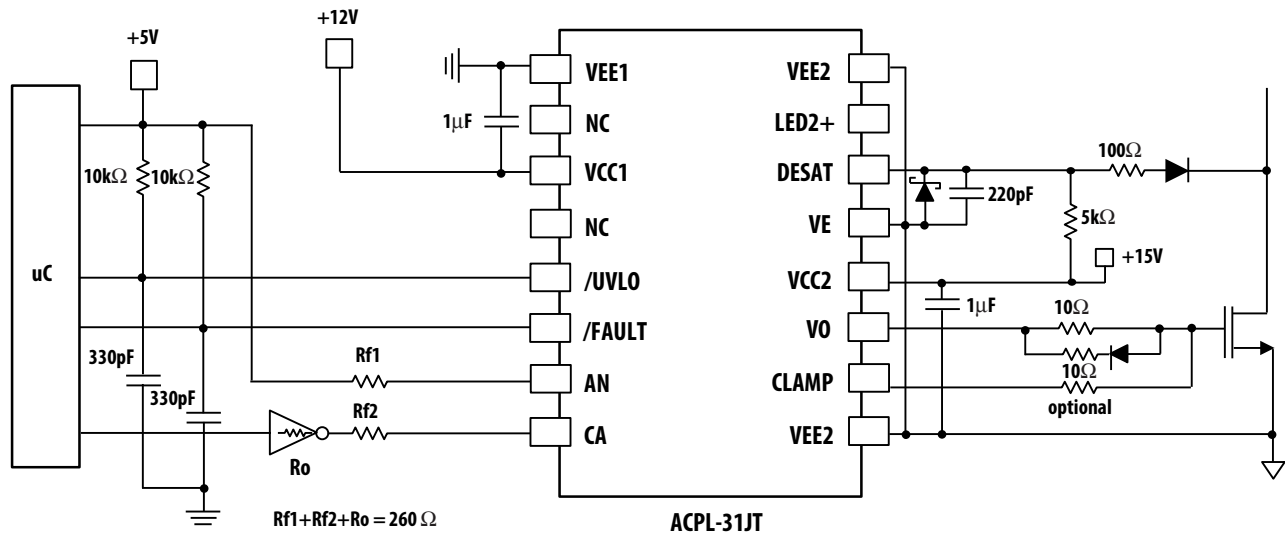 +5V
+12V
uC
10kΩ
10kΩ
330pF
330pF
1μF
Rf1
Rf2
Ro
Rf1+Rf2+Ro = 260 Ω
VEE1
NC
VCC1
NC
/UVLO
/FAULT
AN
CA
VEE2
LED2+
DESAT
VE
VCC2
VO
CLAMP
VEE2
ACPL-31JT
220pF
100Ω
5kΩ
+15V
1μF
10Ω
10Ω
optional